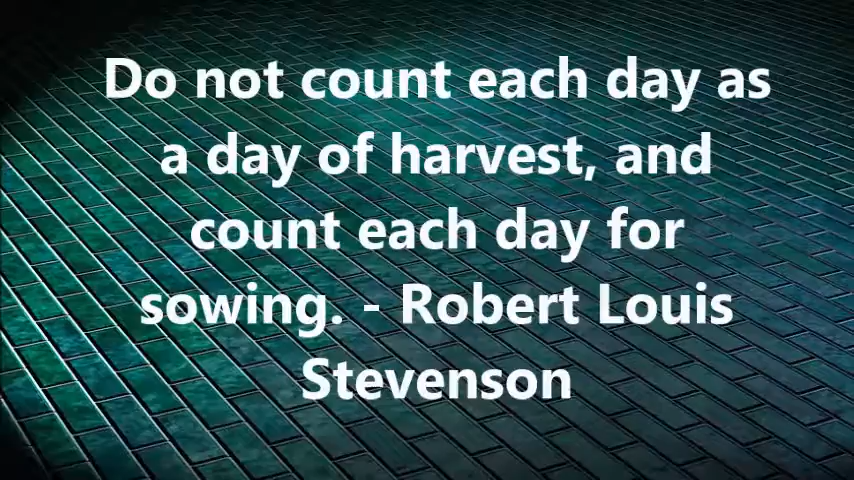 Do not count each day as
a day of harvest, and
count each day for
sowing. - Robert Louis
Stevenson